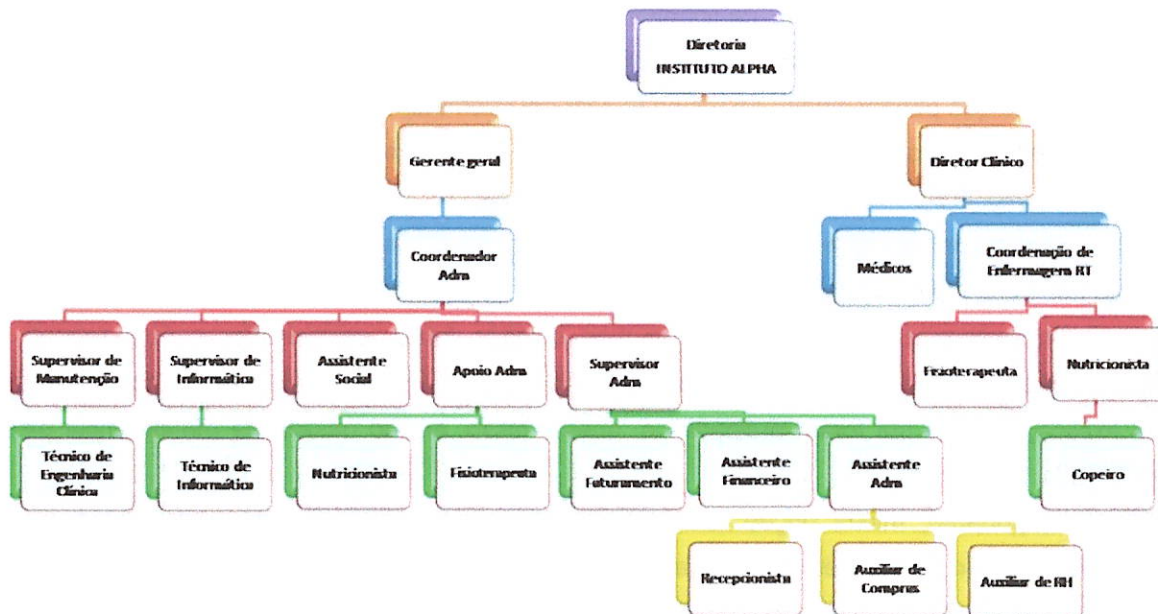 Diretoria
INSTITUTO ALPHA
Gerente geral
Diretor Clínico
Coordenador
Adm
Médicos
Coordenação de
Enfermagem RT
Supervisor de
Manutenção
Supervisor de
Informática
Assistente
Social
Apoio Adm
Supervisor
Adm
Fisioterapeuta
Nutricionista
Técnico de
Engenharia
Clínica
Técnico de
Informática
Nutricionista
Fisioterapeuta
Assistente
Faturamento
Assistente
Financeiro
Assistente
Adm
Copeiro
Recepcionista
Auxiliar de
Compras
Auxiliar de RH